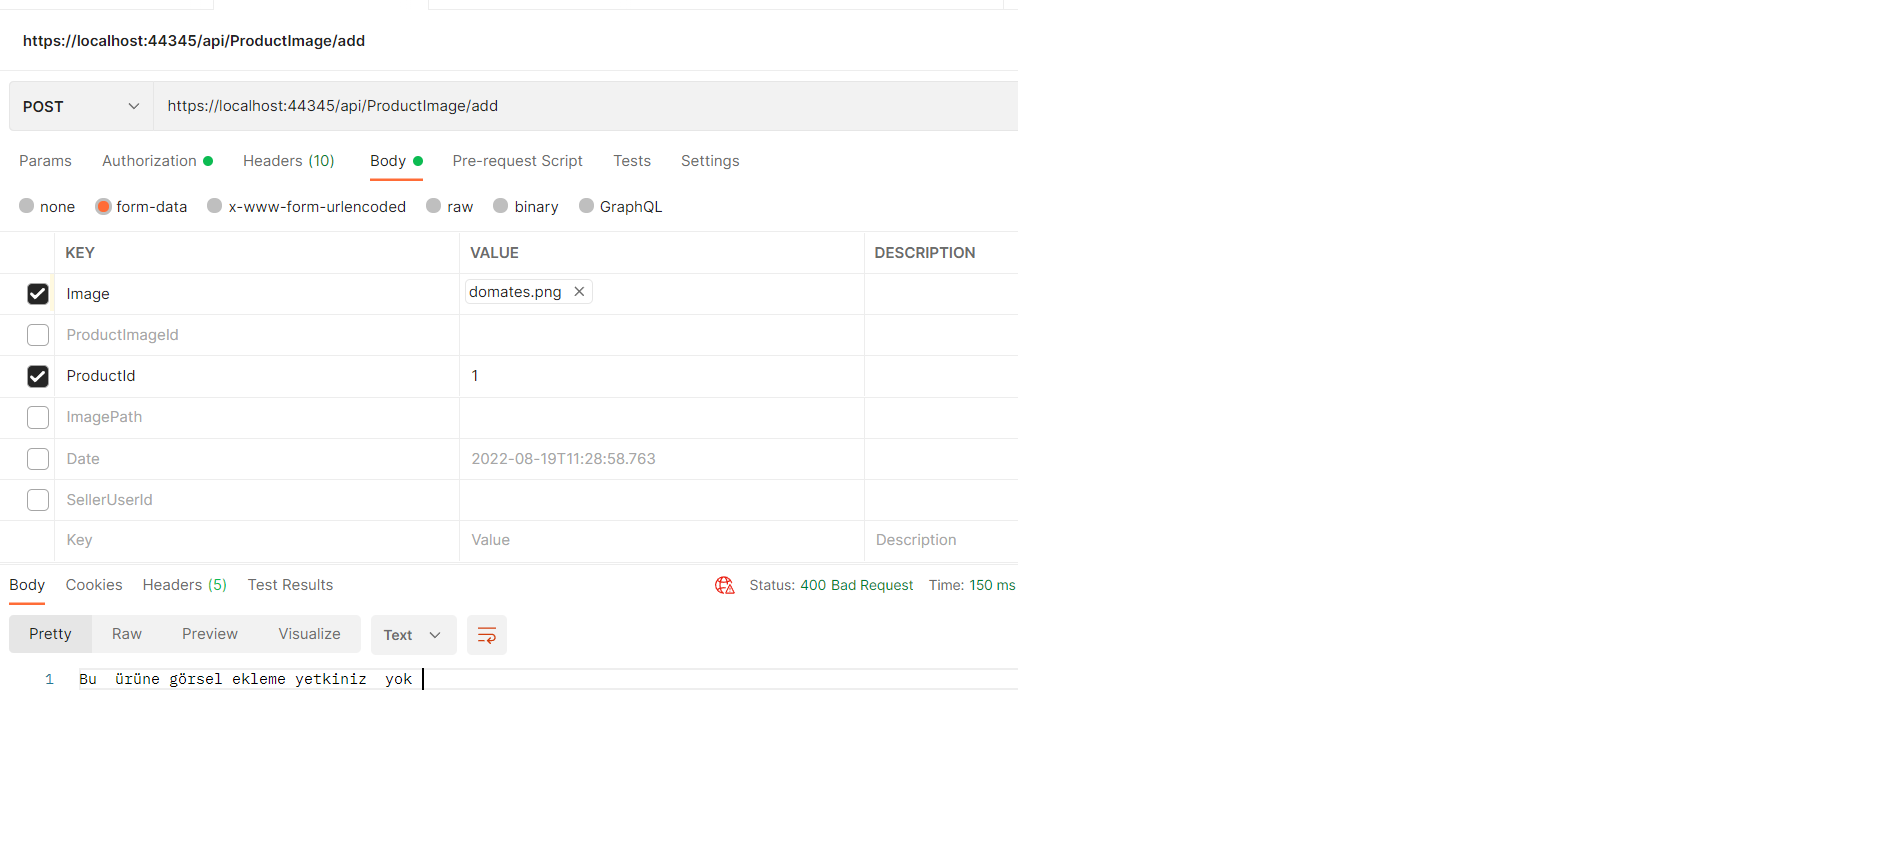 https://localhost:44345/api/ProductImage/add
POST https://localhost:44345/api/ProductImage/add
Params Authorization Headers (10) Body Pre-request Script Tests Settings
none form-data x-www-form-urlencoded raw binary GraphQL
KEY VALUE DESCRIPTION
Image domates.png
ProductImageId
ProductId 1
ImagePath
Date 2022-08-19T11:28:58.763
SellerUserId
Key Value Description
Body Cookies Headers (5) Test Results Status: 400 Bad Request Time: 150 ms
Pretty Raw Preview Visualize Text
1 Bu  ürüne görsel ekleme yetkiniz  yok